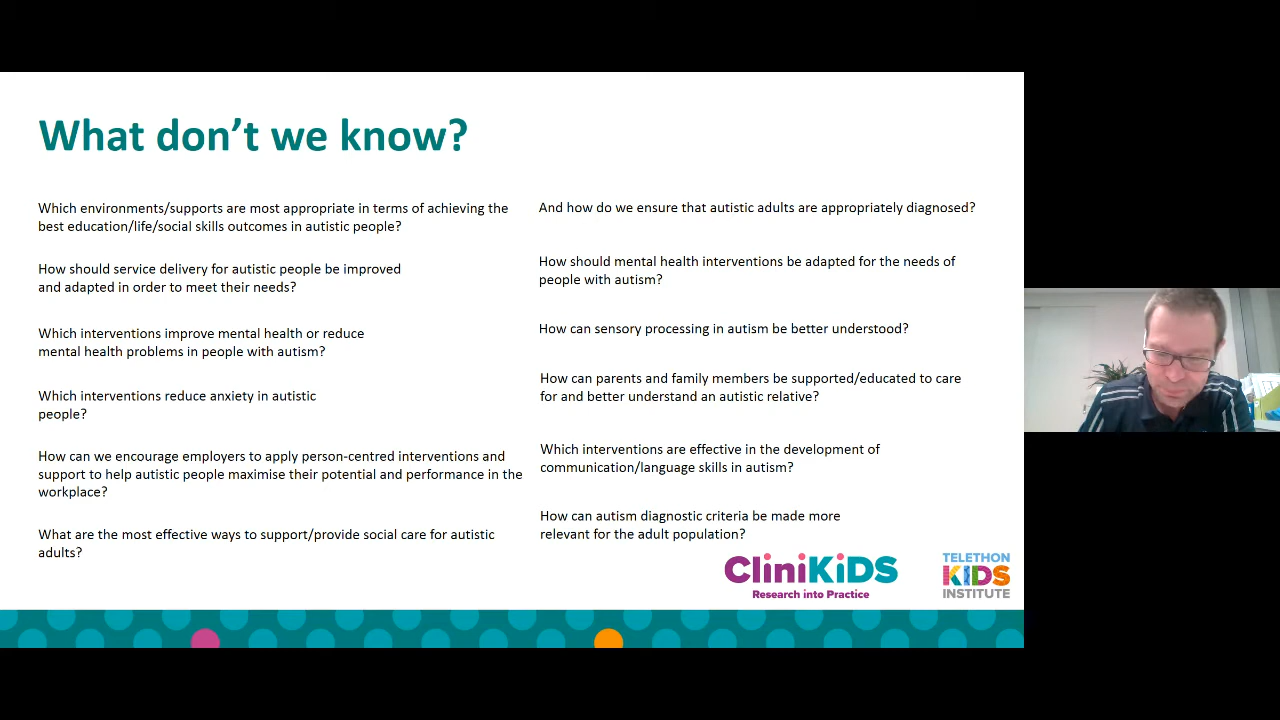 What don't we know?
Which environments/supports are most appropriate in terms of achieving the
best education/life/social skills outcomes in autistic people?
How should service delivery for autistic people be improved
and adapted in order to meet their needs?
Which interventions improve mental health or reduce
mental health problems in people with autism?
Which interventions reduce anxiety in autistic
people?
How can we encourage employers to apply person-centred interventions and
support to help autistic people maximise their potential and performance in the
workplace?
What are the most effective ways to support/provide social care for autistic
adults?
And how do we ensure that autistic adults are appropriately diagnosed?
How should mental health interventions be adapted for the needs of
people with autism?
How can sensory processing in autism be better understood?
How can parents and family members be supported/educated to care
for and better understand an autistic relative?
Which interventions are effective in the development of
communication/language skills in autism?
How can autism diagnostic criteria be made more
relevant for the adult population?
CliniKiDS
Research into Practice
TELETHON
KIDS
INSTITUTE